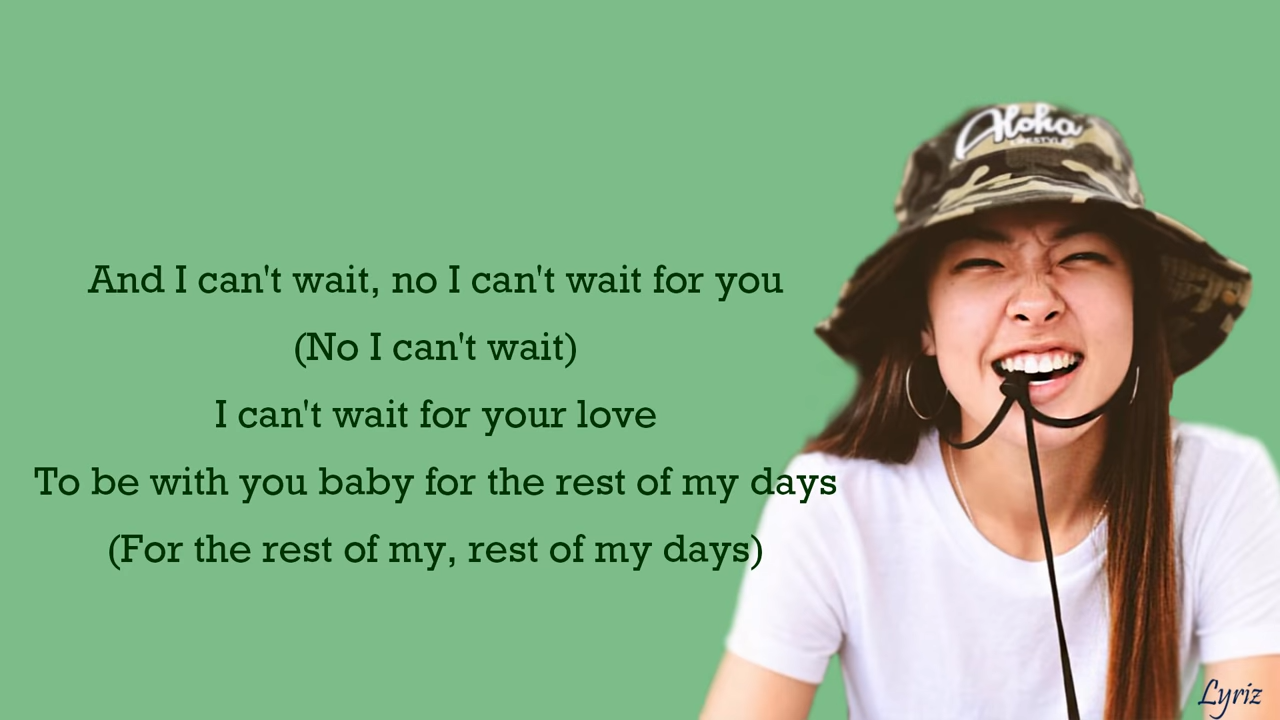 Aloha
LIFESTYLE
And I can't wait, no I can't wait for you
(No I can't wait)
I can't wait for your love
To be with you baby for the rest of my days
(For the rest of my, rest of my days)
Lyriz